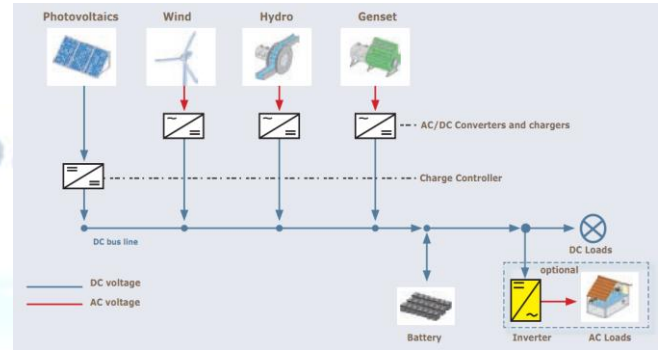 Photovoltaics Wind Hydro Genset
AC/DC Converters and chargers
Charge Controller
DC bus line
DC Loads
DC voltage
optional
AC voltage
Battery Inverter AC Loads